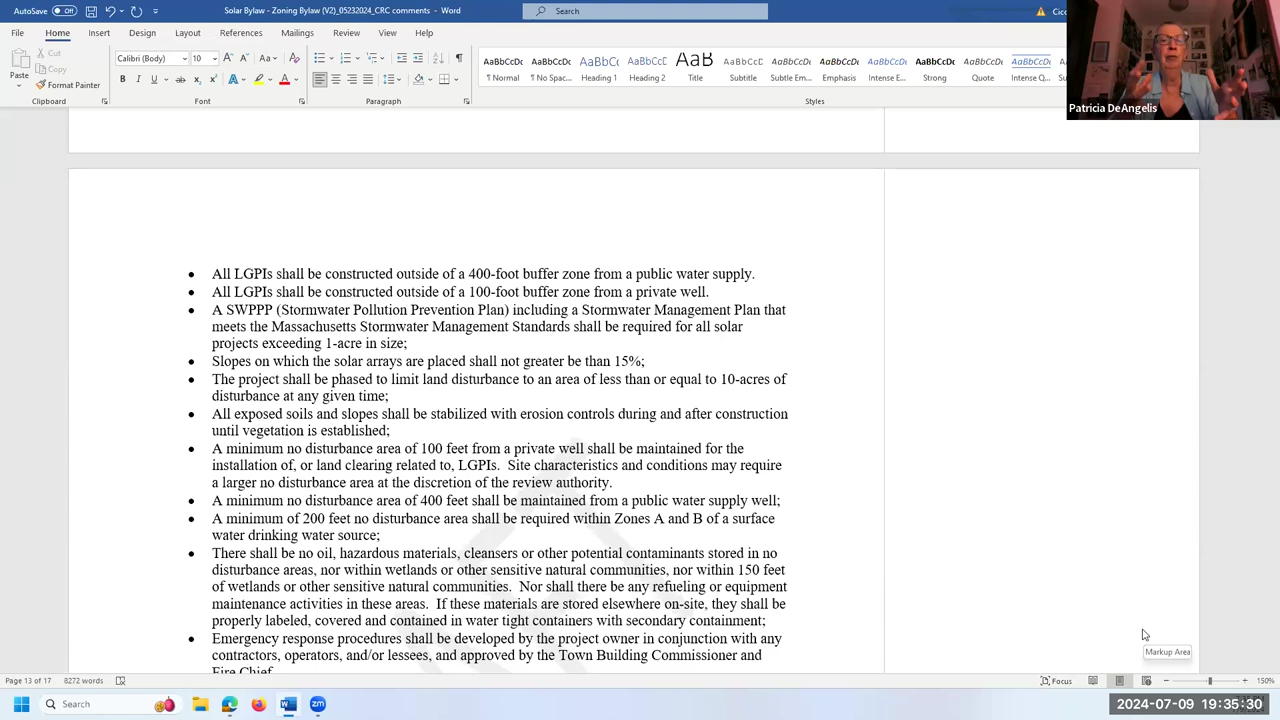 AutoSave Off Solar Bylaw - Zoning Bylaw (V)_05232024_CRC comments - Word Search
File Home Insert Design Layout References Mailings Review View Help
Paste Cut Copy Format Painter Clipboard
Calibri (Body) 10 Font Paragraph
AaBbCcDc ¶ Normal AaBbCcDc ¶ No Spac... AaBbCc Heading 1 AaBbCcD Heading 2 AaB Title AaBbCcD Subtitle AaBbCcDc Subtle Em... AaBbCcDc Emphasis AaBbCcDc Intense E... AaBbCcDc Strong AaBbCcDc Quote AaBbCcDc Intense Q... Styles
Patricia DeAngelis
• All LGPIs shall be constructed outside of a 400-foot buffer zone from a public water supply.
• All LGPIs shall be constructed outside of a 100-foot buffer zone from a private well.
• A SWPPP (Stormwater Pollution Prevention Plan) including a Stormwater Management Plan that
meets the Massachusetts Stormwater Management Standards shall be required for all solar
projects exceeding 1-acre in size;
• Slopes on which the solar arrays are placed shall not greater be than 15%;
• The project shall be phased to limit land disturbance to an area of less than or equal to 10-acres of
disturbance at any given time;
• All exposed soils and slopes shall be stabilized with erosion controls during and after construction
until vegetation is established;
• A minimum no disturbance area of 100 feet from a private well shall be maintained for the
installation of, or land clearing related to, LGPIs. Site characteristics and conditions may require
a larger no disturbance area at the discretion of the review authority.
• A minimum no disturbance area of 400 feet shall be maintained from a public water supply well;
• A minimum of 200 feet no disturbance area shall be required within Zones A and B of a surface
water drinking water source;
• There shall be no oil, hazardous materials, cleansers or other potential contaminants stored in no
disturbance areas, nor within wetlands or other sensitive natural communities, nor within 150 feet
of wetlands or other sensitive natural communities. Nor shall there be any refueling or equipment
maintenance activities in these areas. If these materials are stored elsewhere on-site, they shall be
properly labeled, covered and contained in water tight containers with secondary containment;
• Emergency response procedures shall be developed by the project owner in conjunction with any
contractors, operators, and/or lessees, and approved by the Town Building Commissioner and
Fire Chief
Markup Area
Page 13 of 17 8272 words Focus 150%
Search 2024-07-09 19:35:30